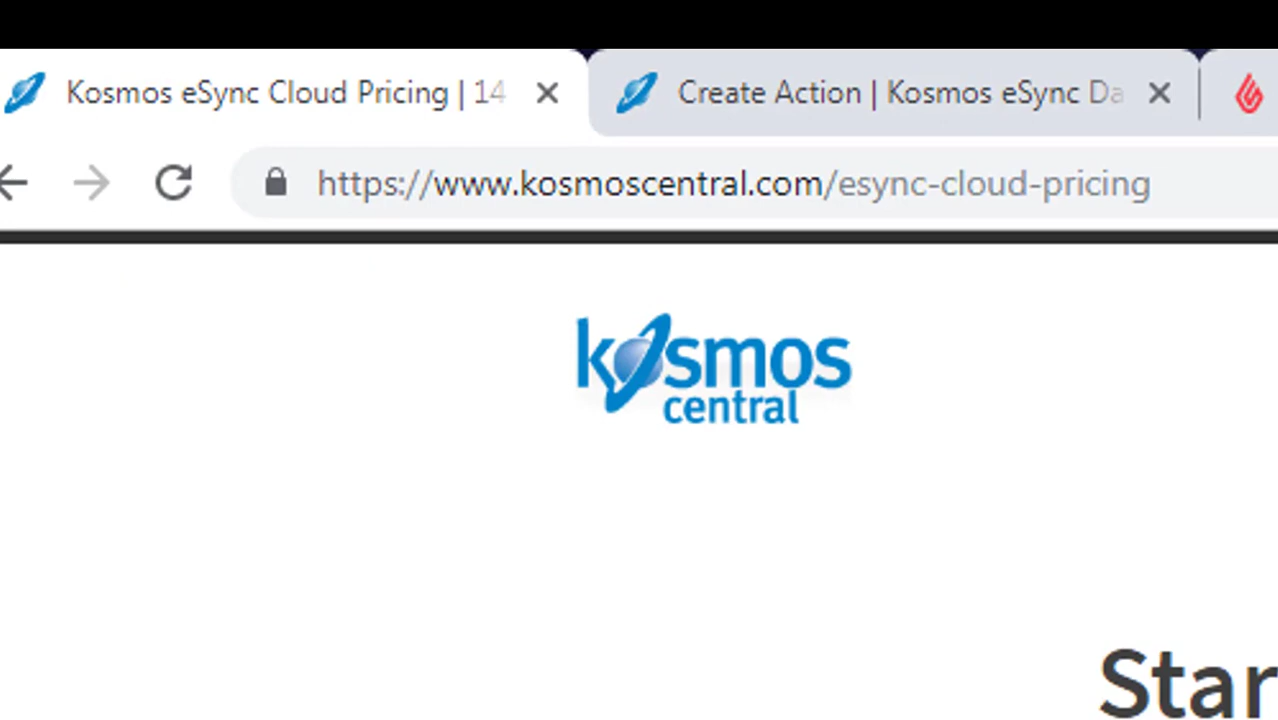 Kosmos eSync Cloud Pricing | 14
Create Action | Kosmos eSync Da
https://www.kosmoscentral.com/esync-cloud-pricing
kosmos
central
Star